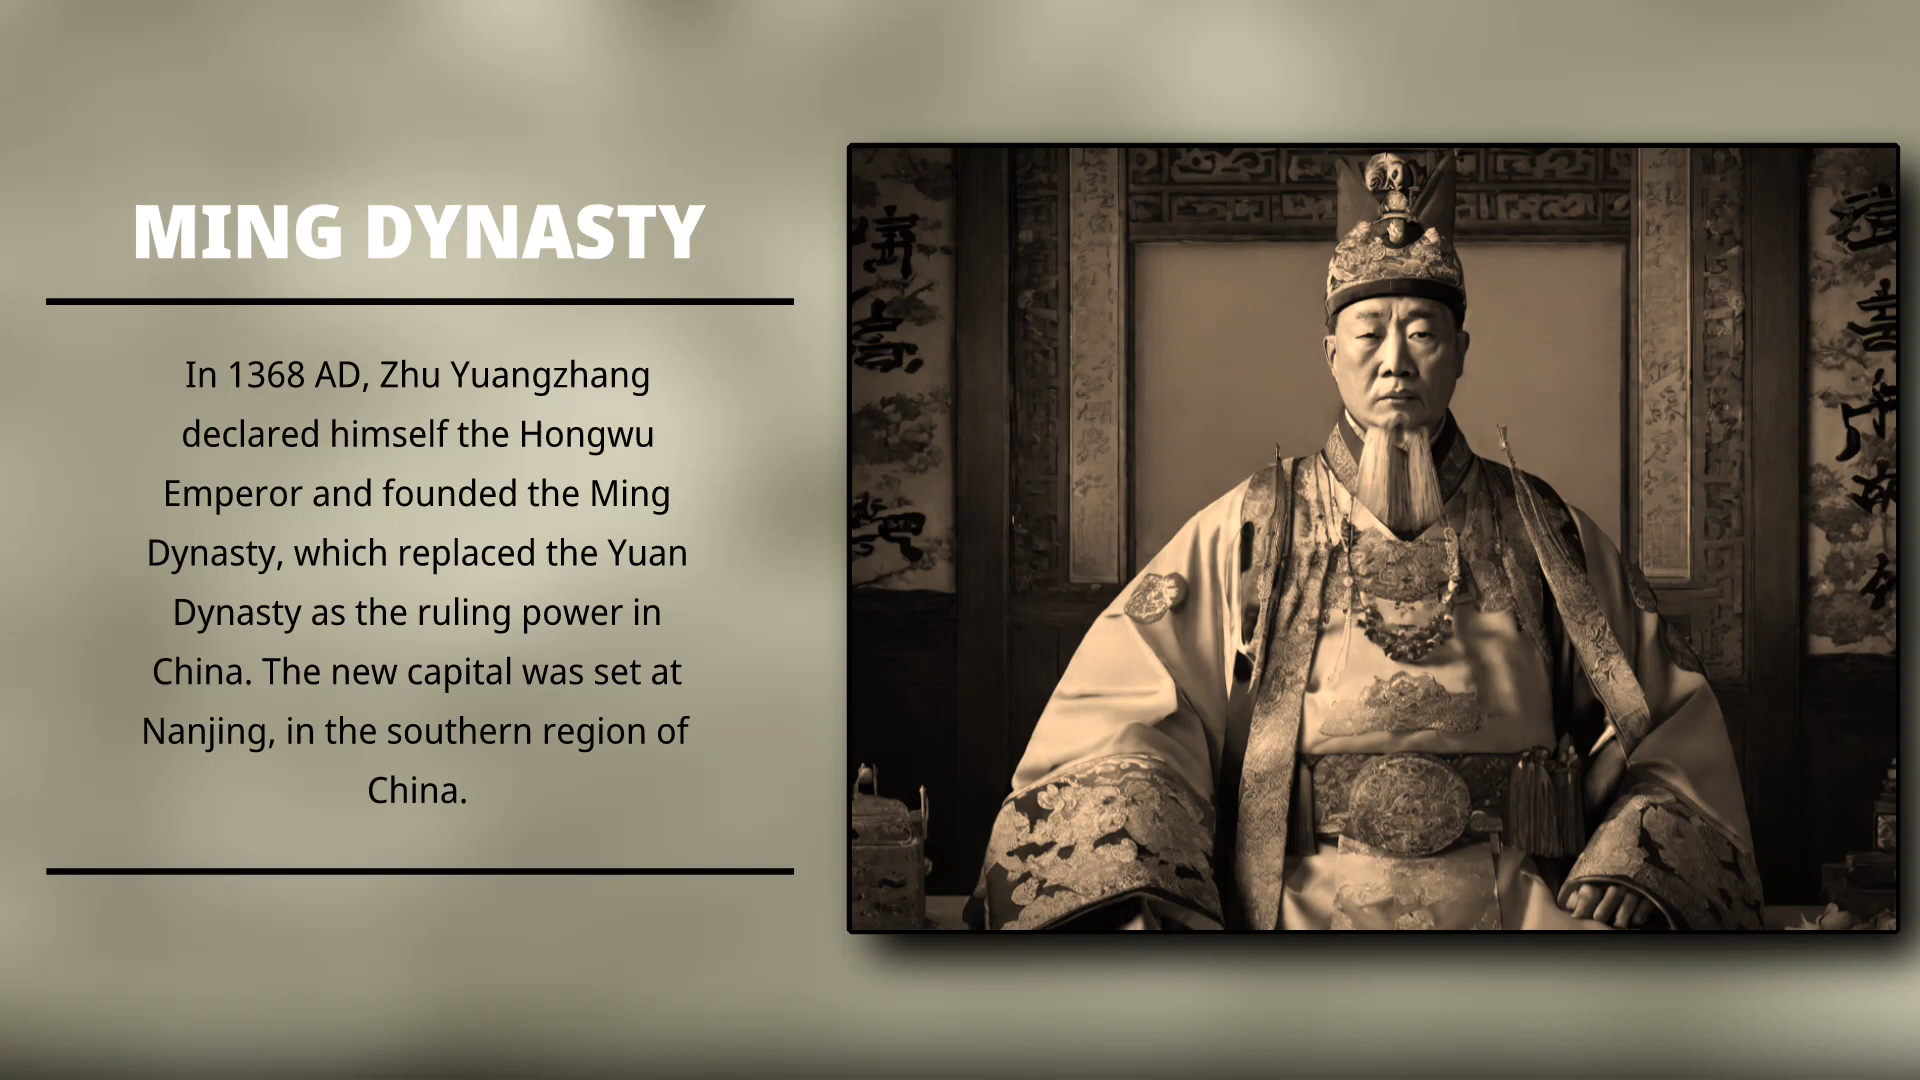 MING DYNASTY
In 1368 AD, Zhu Yuangzhang
declared himself the Hongwu
Emperor and founded the Ming
Dynasty, which replaced the Yuan
Dynasty as the ruling power in
China. The new capital was set at
Nanjing, in the southern region of
China.